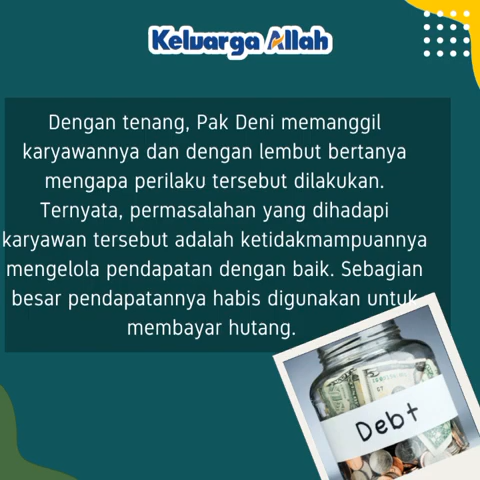 Keluarga Allah
Dengan tenang, Pak Deni memanggil
karyawannya dan dengan lembut bertanya
mengapa perilaku tersebut dilakukan.
Ternyata, permasalahan yang dihadapi
karyawan tersebut adalah ketidakmampuannya
mengelola pendapatan dengan baik. Sebagian
besar pendapatannya habis digunakan untuk
membayar hutang.
Debt